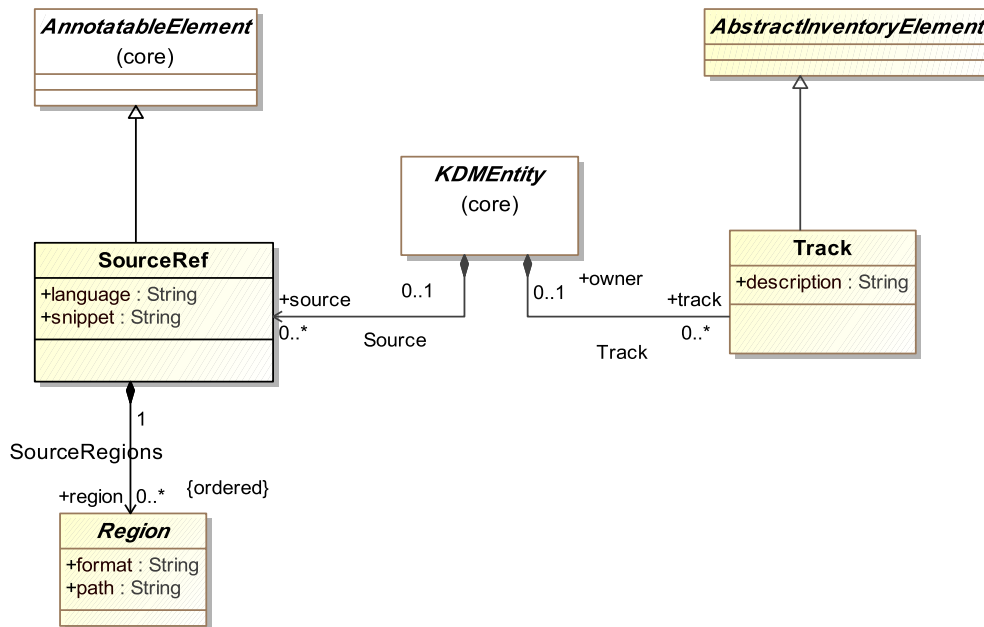 AnnotatableElement
(core)
AbstractInventoryElement
KDMEntity
(core)
SourceRef
+language : String
+snippet : String
Track
+description : String
+source
0..*
0..1
Source
0..1
+owner
+track
0..*
Track
1
SourceRegions
+region
0..*
{ordered}
Region
+format : String
+path : String